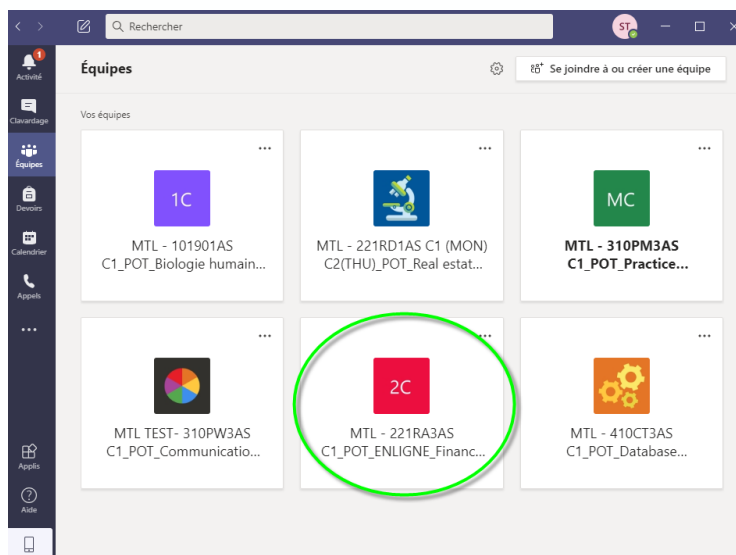 Rechercher
ST
1
Activité
Clavardage
Équipes
Devoirs
Calendrier
Appels
Applis
Aide
Équipes
Se joindre à ou créer une équipe
Vos équipes
1C
MTL - 101901AS
C1_POT_Biologie humain...
MTL - 221RD1AS C1 (MON)
C2(THU)_POT_Real estat...
MC
MTL - 310PM3AS
C1_POT_Practice...
MTL TEST- 310PW3AS
C1_POT_Communicatio...
2C
MTL - 221RA3AS
C1_POT_ENLIGNE_Financ...
MTL - 410CT3AS
C1_POT_Database...